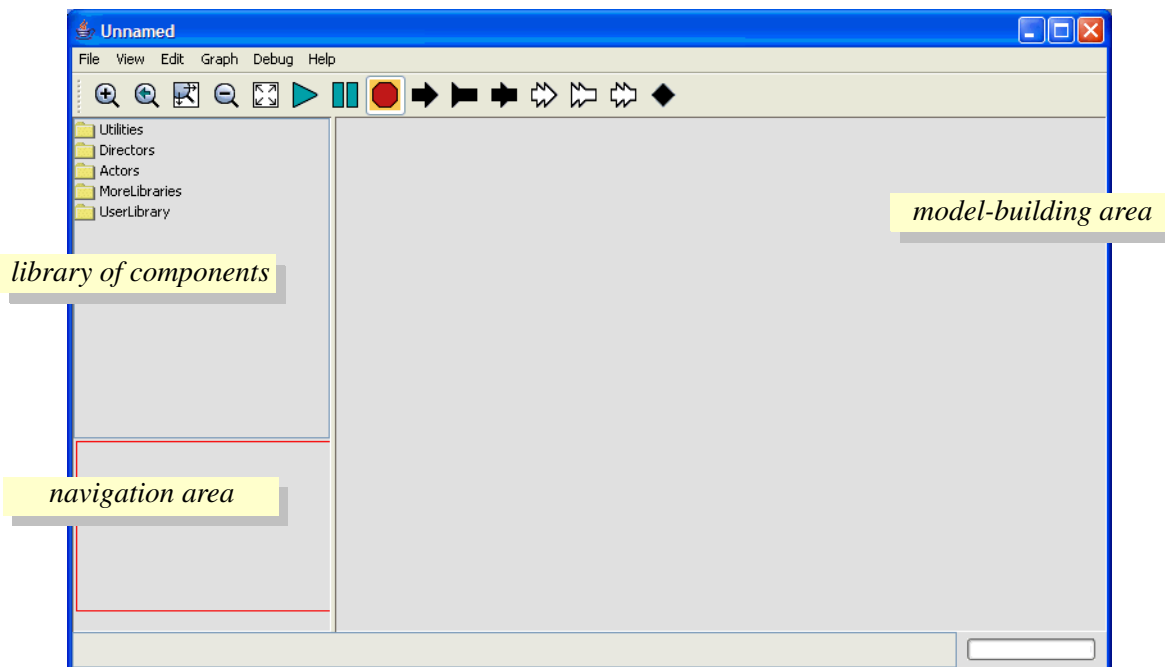 Unnamed
File View Edit Graph Debug Help
Utilities
Directors
Actors
MoreLibraries
UserLibrary
model-building area
library of components
navigation area